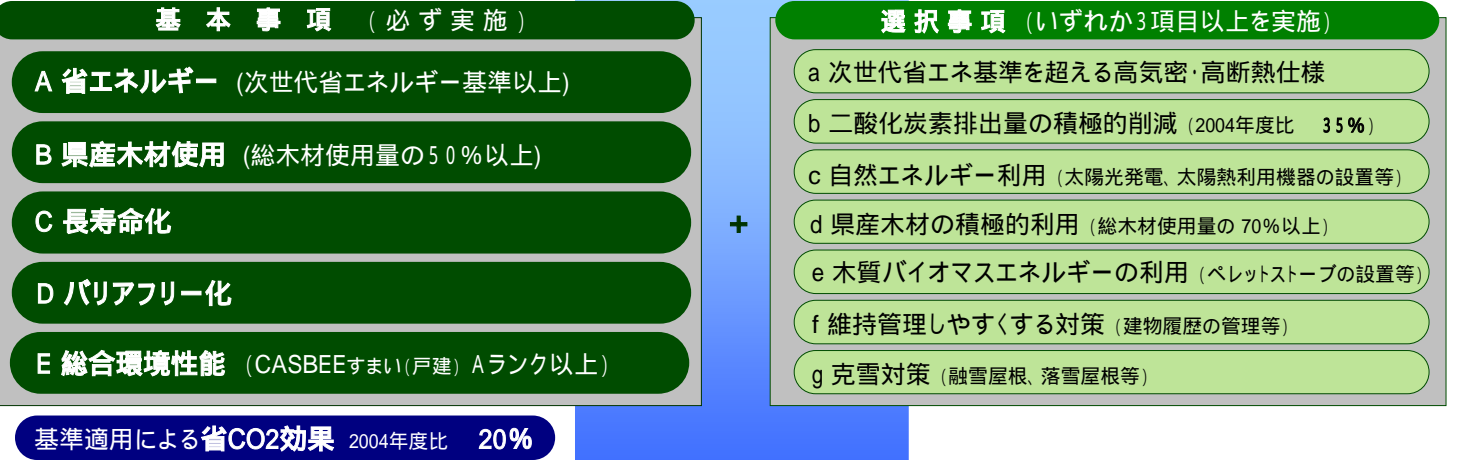 基本事項 (必ず実施)
A 省エネルギー (次世代省エネルギー基準以上)
B 県産木材使用 (総木材使用量の50%以上)
C 長寿命化
D バリアフリー化
E 総合環境性能 (CASBEEすまい(戸建) Aランク以上)
基準適用による省CO2効果 2004年度比 20%
+
選択事項 (いずれか3項目以上を実施)
a 次世代省エネ基準を超える高気密・高断熱仕様
b 二酸化炭素排出量の積極的削減 (2004年度比 35%)
c 自然エネルギー利用 (太陽光発電、太陽熱利用機器の設置等)
d 県産木材の積極的利用 (総木材使用量の 70%以上)
e 木質バイオマスエネルギーの利用 (ペレットストーブの設置等)
f 維持管理しやすくする対策 (建物履歴の管理等)
g 克雪対策 (融雪屋根、落雪屋根等)